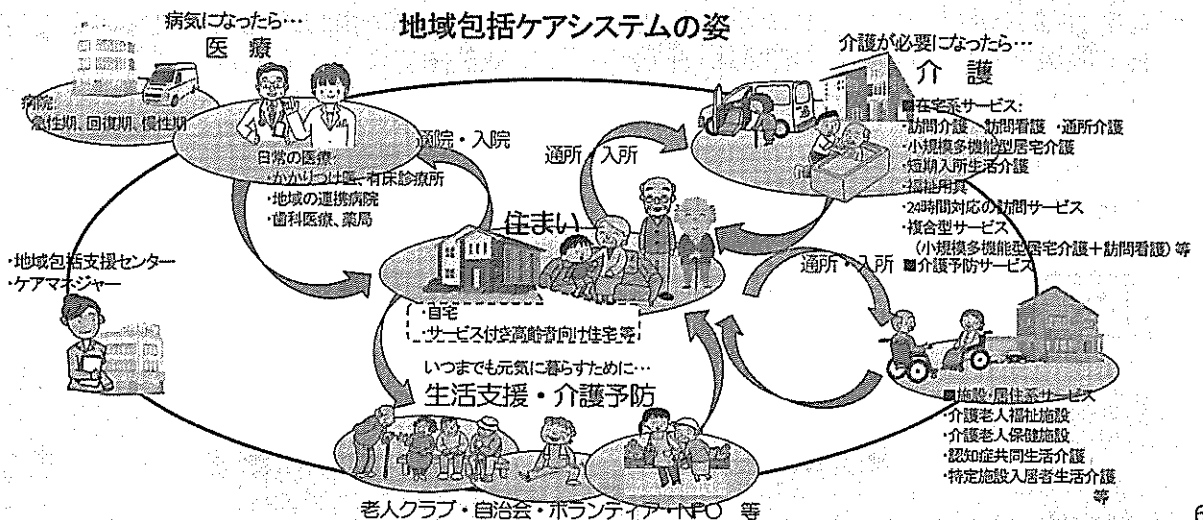 地域包括ケアシステムの姿
病気になったら…
医 療
病院:
急性期、回復期、慢性期
日常の医療:
・かかりつけ医、有床診療所
・地域の連携病院
・歯科医療、薬局
通院・入院
通所・入所
介護が必要になったら…
介 護
■在宅系サービス:
・訪問介護 ・訪問看護 ・通所介護
・小規模多機能型居宅介護
・短期入所生活介護
・福祉用具
・24時間対応の訪問サービス
・複合型サービス
(小規模多機能型居宅介護+訪問看護)等
■介護予防サービス
住まい
・自宅
・サービス付き高齢者向け住宅等
・地域包括支援センター
・ケアマネジャー
通所・入所
■施設・居住系サービス
・介護老人福祉施設
・介護老人保健施設
・認知症共同生活介護
・特定施設入居者生活介護
等
いつまでも元気に暮らすために…
生活支援・介護予防
老人クラブ・自治会・ボランティア・NPO 等
6